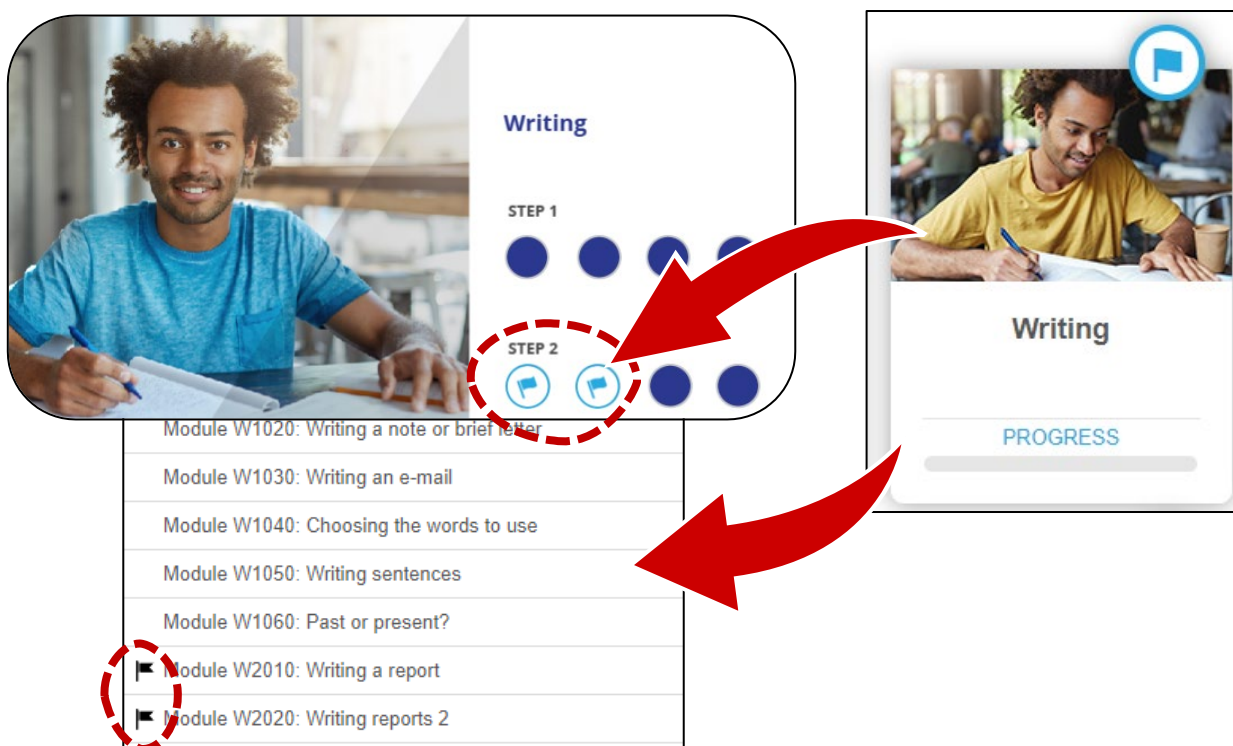 Writing
STEP 1
STEP 2
Module W1020: Writing a note or brief letter
Module W1030: Writing an e-mail
Module W1040: Choosing the words to use
Module W1050: Writing sentences
Module W1060: Past or present?
Module W2010: Writing a report
Module W2020: Writing reports 2
Writing
PROGRESS